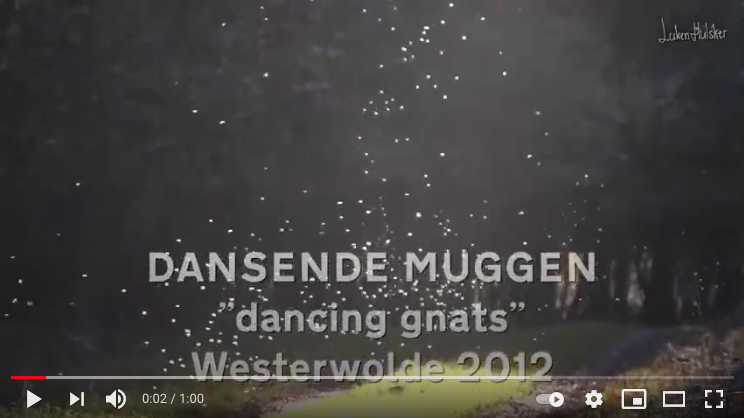 Luken Hulsker
DANSENDE MUGGEN
”dancing gnats”
Westerwolde 2012
0:02 / 1:00